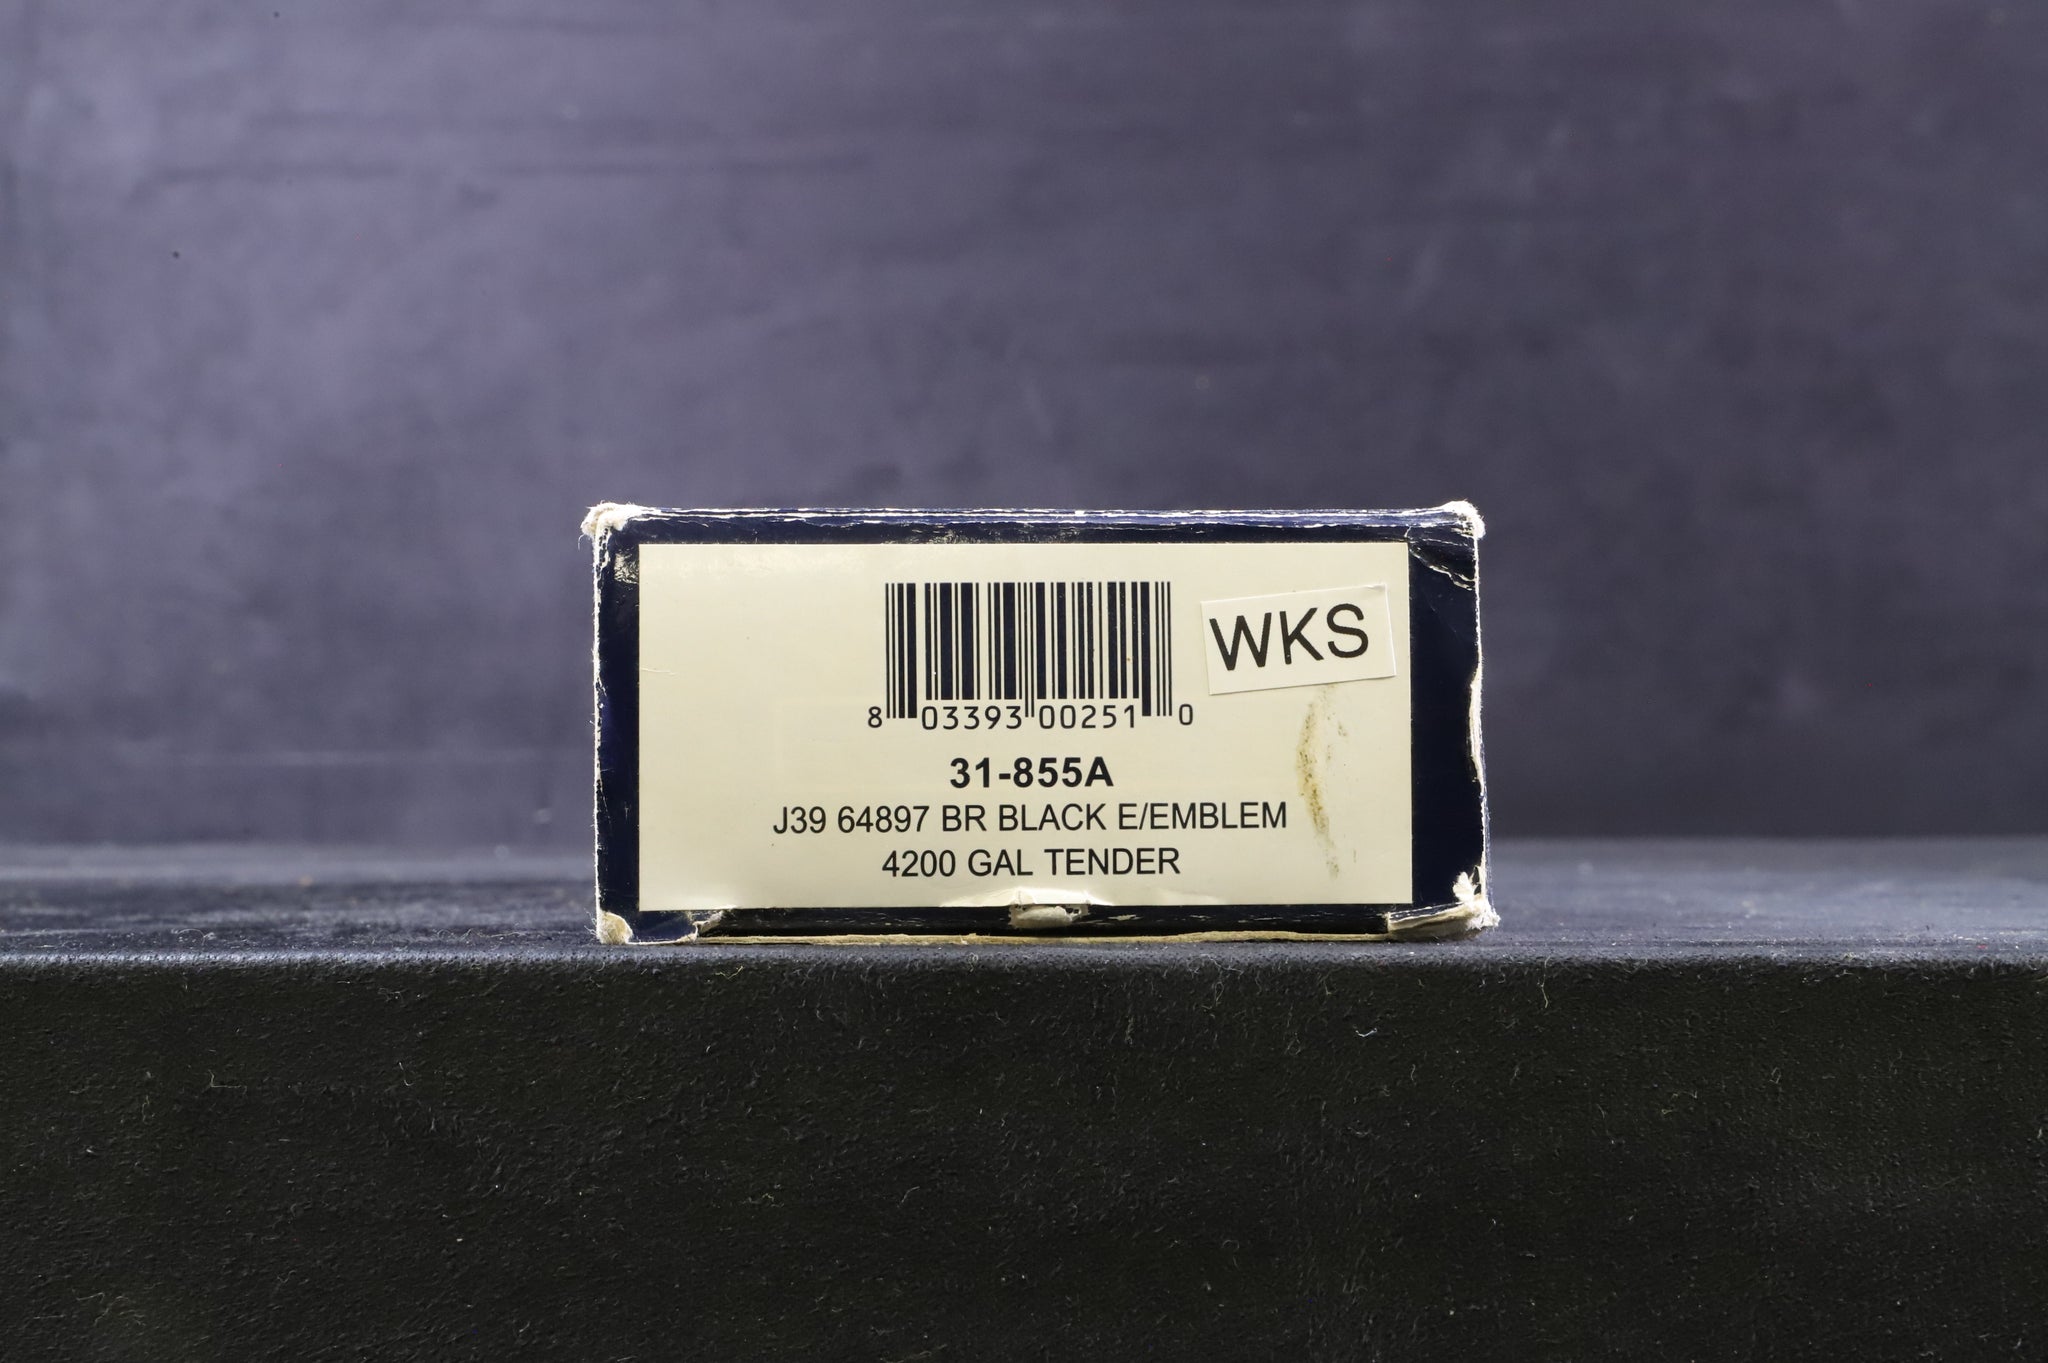 WKS
8 03393 00251 0
31-855A
J39 64897 BR BLACK E/EMBLEM
4200 GAL TENDER